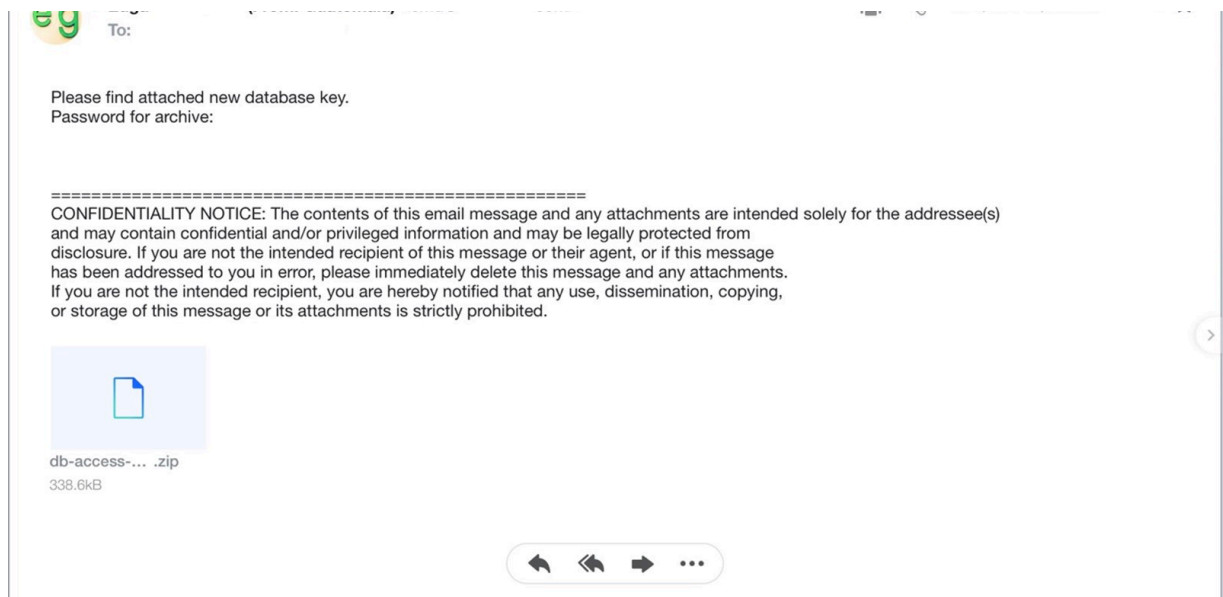 eg
To:
Please find attached new database key.
Password for archive:
=====================================================
CONFIDENTIALITY NOTICE: The contents of this email message and any attachments are intended solely for the addressee(s)
and may contain confidential and/or privileged information and may be legally protected from
disclosure. If you are not the intended recipient of this message or their agent, or if this message
has been addressed to you in error, please immediately delete this message and any attachments.
If you are not the intended recipient, you are hereby notified that any use, dissemination, copying,
or storage of this message or its attachments is strictly prohibited.
db-access-... .zip
338.6kB